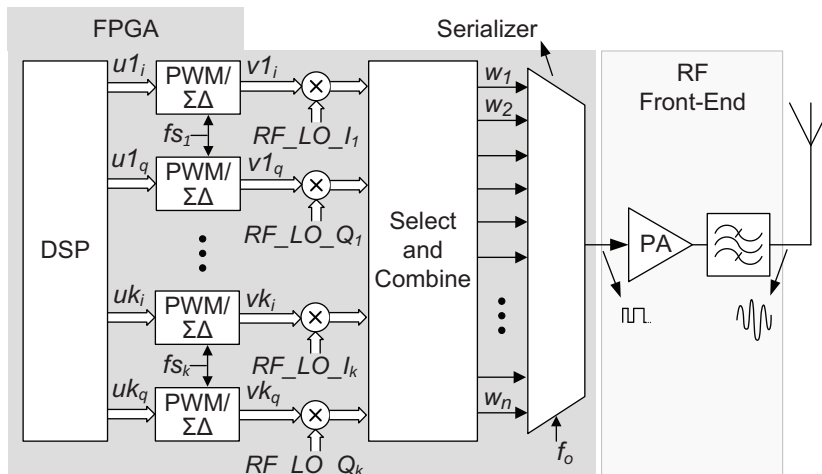 FPGA
Serializer
RF
Front-End
DSP
u1i
PWM/
ΣΔ
v1i
×
RF_LO_I1
fs1
u1q
PWM/
ΣΔ
v1q
×
RF_LO_Q1
uki
PWM/
ΣΔ
vki
×
RF_LO_Ik
fsk
ukq
PWM/
ΣΔ
vkq
×
RF_LO_Qk
Select
and
Combine
w1
w2
wn
fo
PA